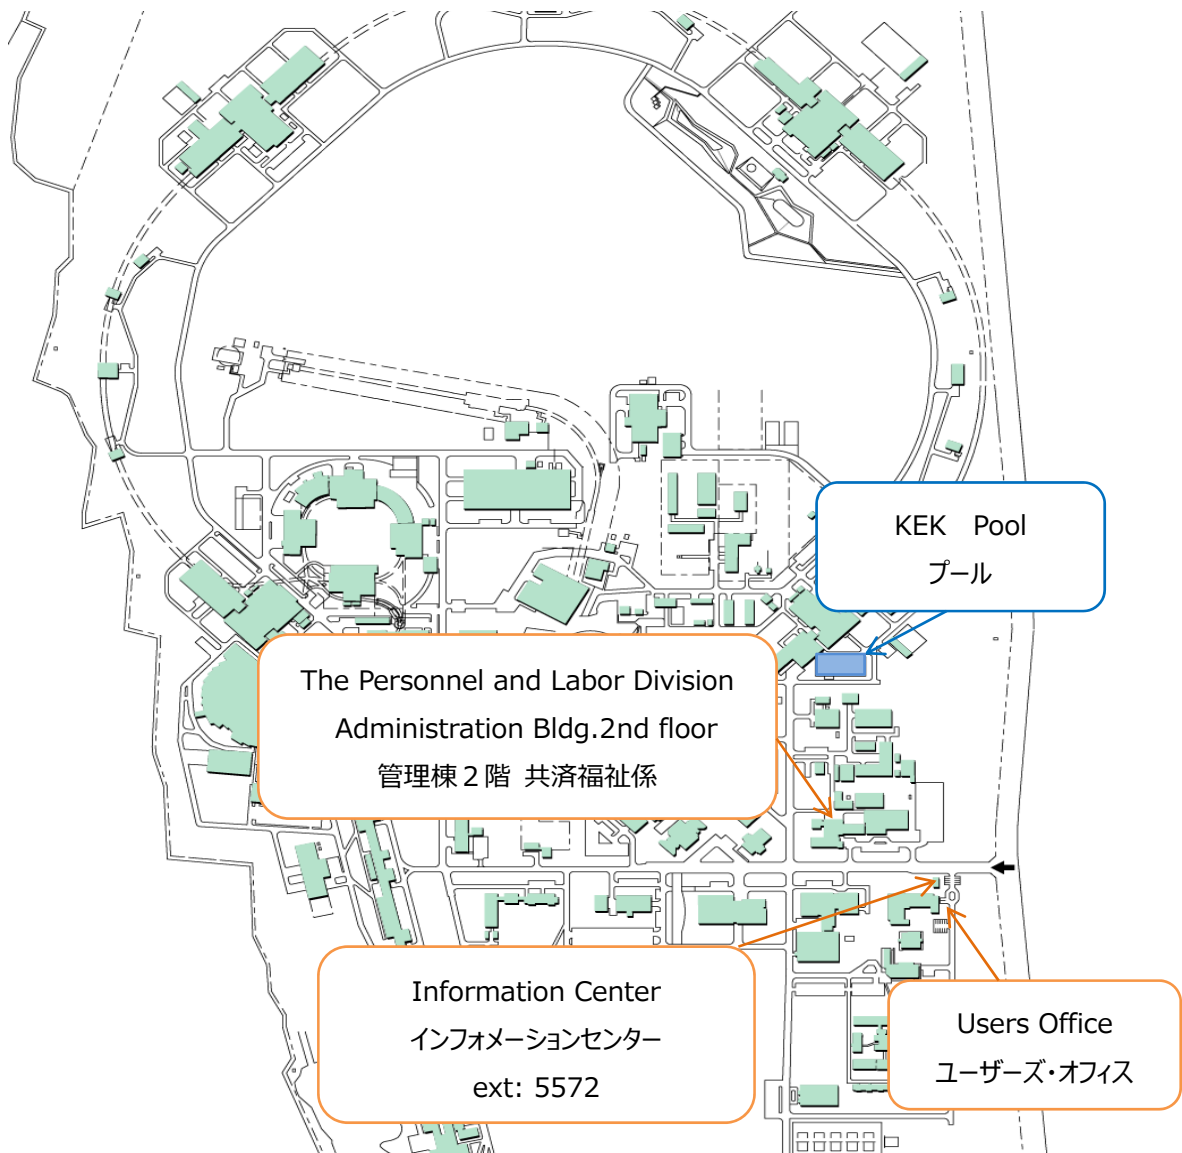 KEK　Pool
プール
The Personnel and Labor Division
Administration Bldg.2nd floor
管理棟２階 共済福祉係
Information Center
インフォメーションセンター
ext: 5572
Users Office
ユーザーズ・オフィス